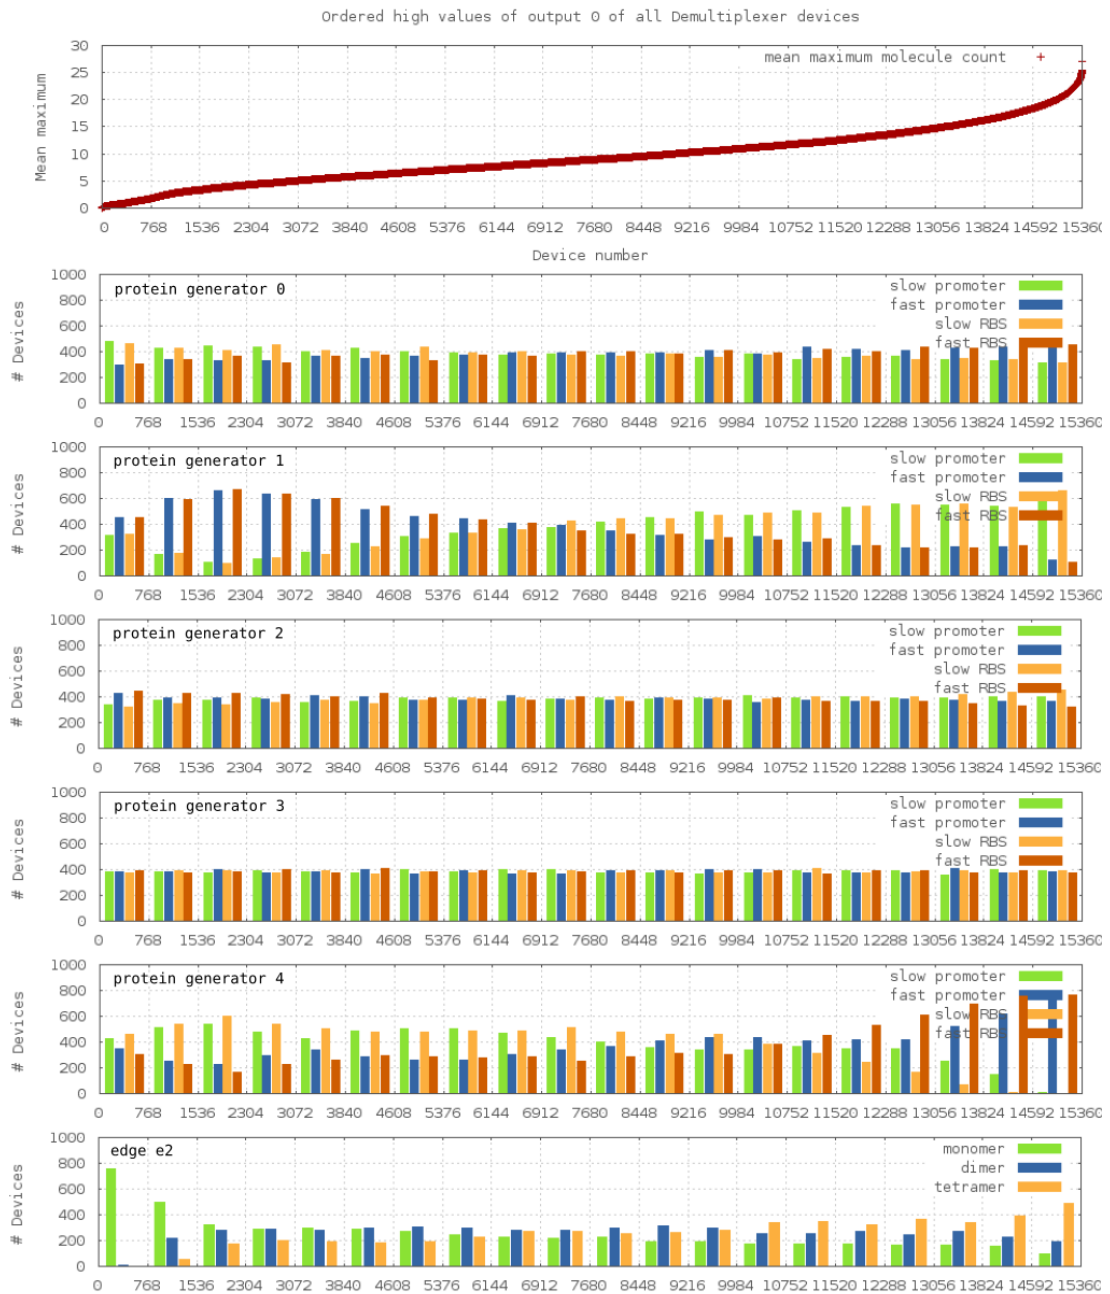 Ordered high values of output 0 of all Demultiplexer devices
30
25
20
15
10
5
0
Mean maximum
mean maximum molecule count
0 768 1536 2304 3072 3840 4608 5376 6144 6912 7680 8448 9216 9984 10752 11520 12288 13056 13824 14592 15360
Device number
1000
800
600
400
200
0
# Devices
protein generator 0
slow promoter
fast promoter
slow RBS
fast RBS
0 768 1536 2304 3072 3840 4608 5376 6144 6912 7680 8448 9216 9984 10752 11520 12288 13056 13824 14592 15360
1000
800
600
400
200
0
# Devices
protein generator 1
slow promoter
fast promoter
slow RBS
fast RBS
0 768 1536 2304 3072 3840 4608 5376 6144 6912 7680 8448 9216 9984 10752 11520 12288 13056 13824 14592 15360
1000
800
600
400
200
0
# Devices
protein generator 2
slow promoter
fast promoter
slow RBS
fast RBS
0 768 1536 2304 3072 3840 4608 5376 6144 6912 7680 8448 9216 9984 10752 11520 12288 13056 13824 14592 15360
1000
800
600
400
200
0
# Devices
protein generator 3
slow promoter
fast promoter
slow RBS
fast RBS
0 768 1536 2304 3072 3840 4608 5376 6144 6912 7680 8448 9216 9984 10752 11520 12288 13056 13824 14592 15360
1000
800
600
400
200
0
# Devices
protein generator 4
slow promoter
fast promoter
slow RBS
fast RBS
0 768 1536 2304 3072 3840 4608 5376 6144 6912 7680 8448 9216 9984 10752 11520 12288 13056 13824 14592 15360
1000
800
600
400
200
0
# Devices
edge e2
monomer
dimer
tetramer
0 768 1536 2304 3072 3840 4608 5376 6144 6912 7680 8448 9216 9984 10752 11520 12288 13056 13824 14592 15360